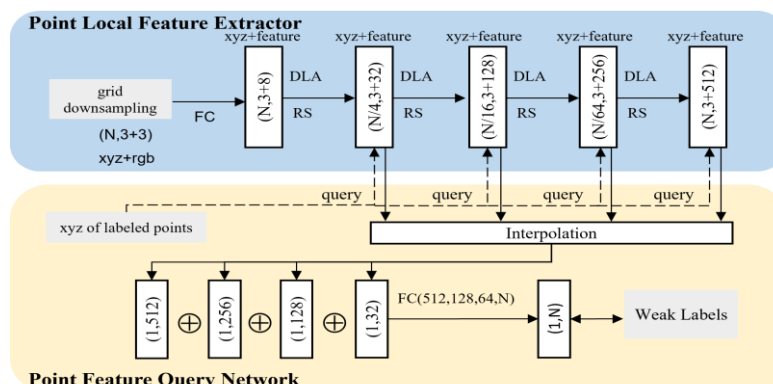 Point Local Feature Extractor
xyz+feature xyz+feature xyz+feature xyz+feature xyz+feature
grid
downsampling
(N,3+3)
xyz+rgb
FC
(N,3+8)
DLA
RS
(N/4,3+32)
DLA
RS
(N/16,3+128)
DLA
RS
(N/64,3+256)
DLA
RS
(N,3+512)
query query query query
xyz of labeled points
Interpolation
(1,512)
⊕
(1,256)
⊕
(1,128)
⊕
(1,32)
FC(512,128,64,N)
(1,N)
Weak Labels
Point Feature Query Network